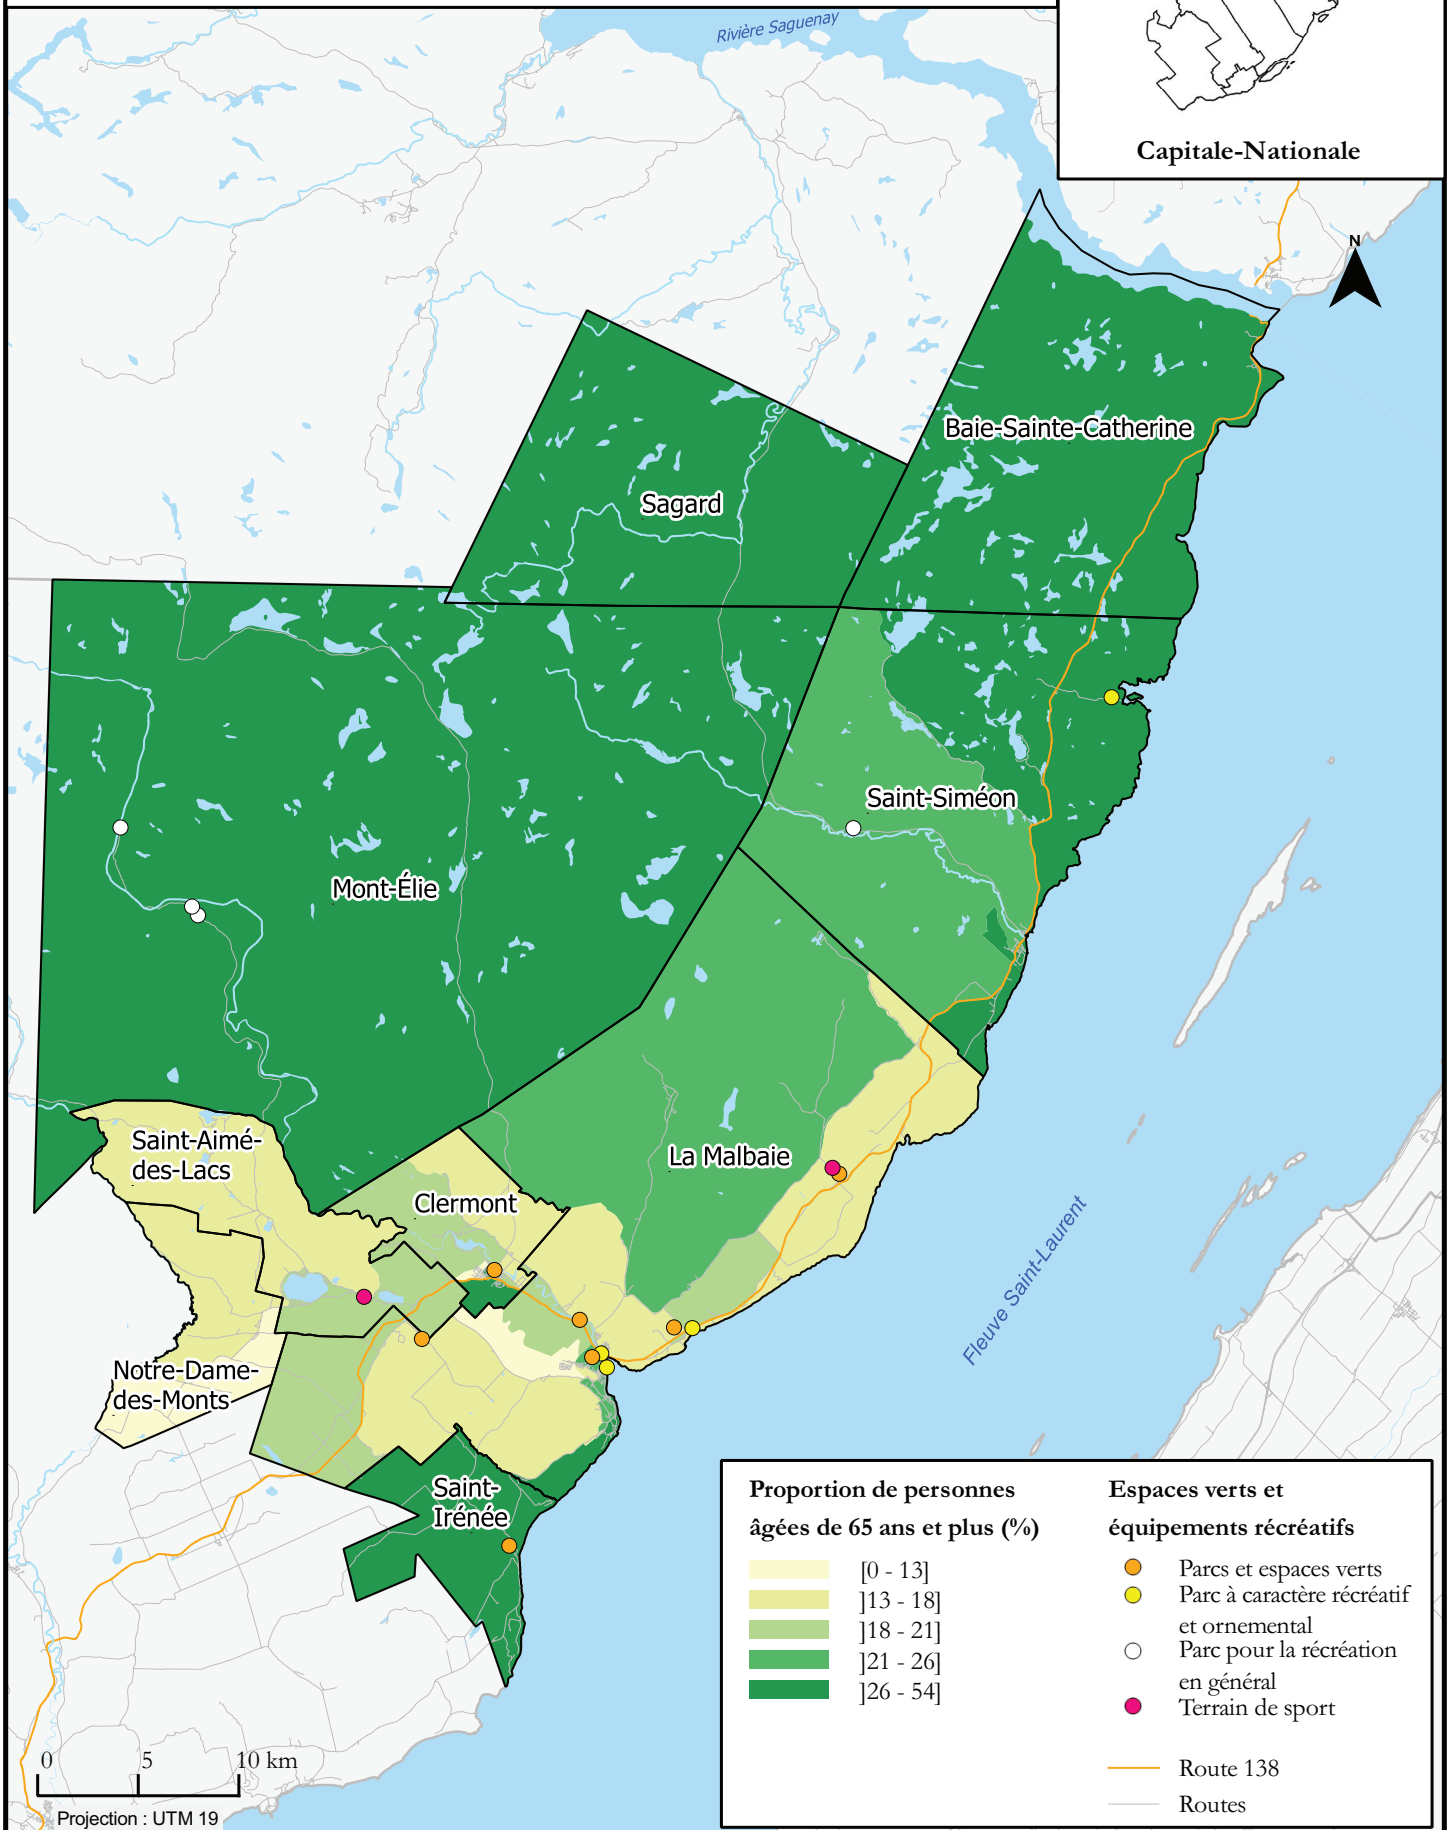 Rivière Saguenay
Capitale-Nationale
N
Baie-Sainte-Catherine
Sagard
Saint-Siméon
Mont-Élie
Saint-Aimé-
des-Lacs
La Malbaie
Clermont
Fleuve Saint-Laurent
Notre-Dame-
des-Monts
Saint-
Irénée
Proportion de personnes
âgées de 65 ans et plus (%)
[0 - 13]
]13 - 18]
]18 - 21]
]21 - 26]
]26 - 54]
Espaces verts et
équipements récréatifs
Parcs et espaces verts
Parc à caractère récréatif
et ornemental
Parc pour la récréation
en général
Terrain de sport
Route 138
Routes
0 5 10 km
Projection : UTM 19